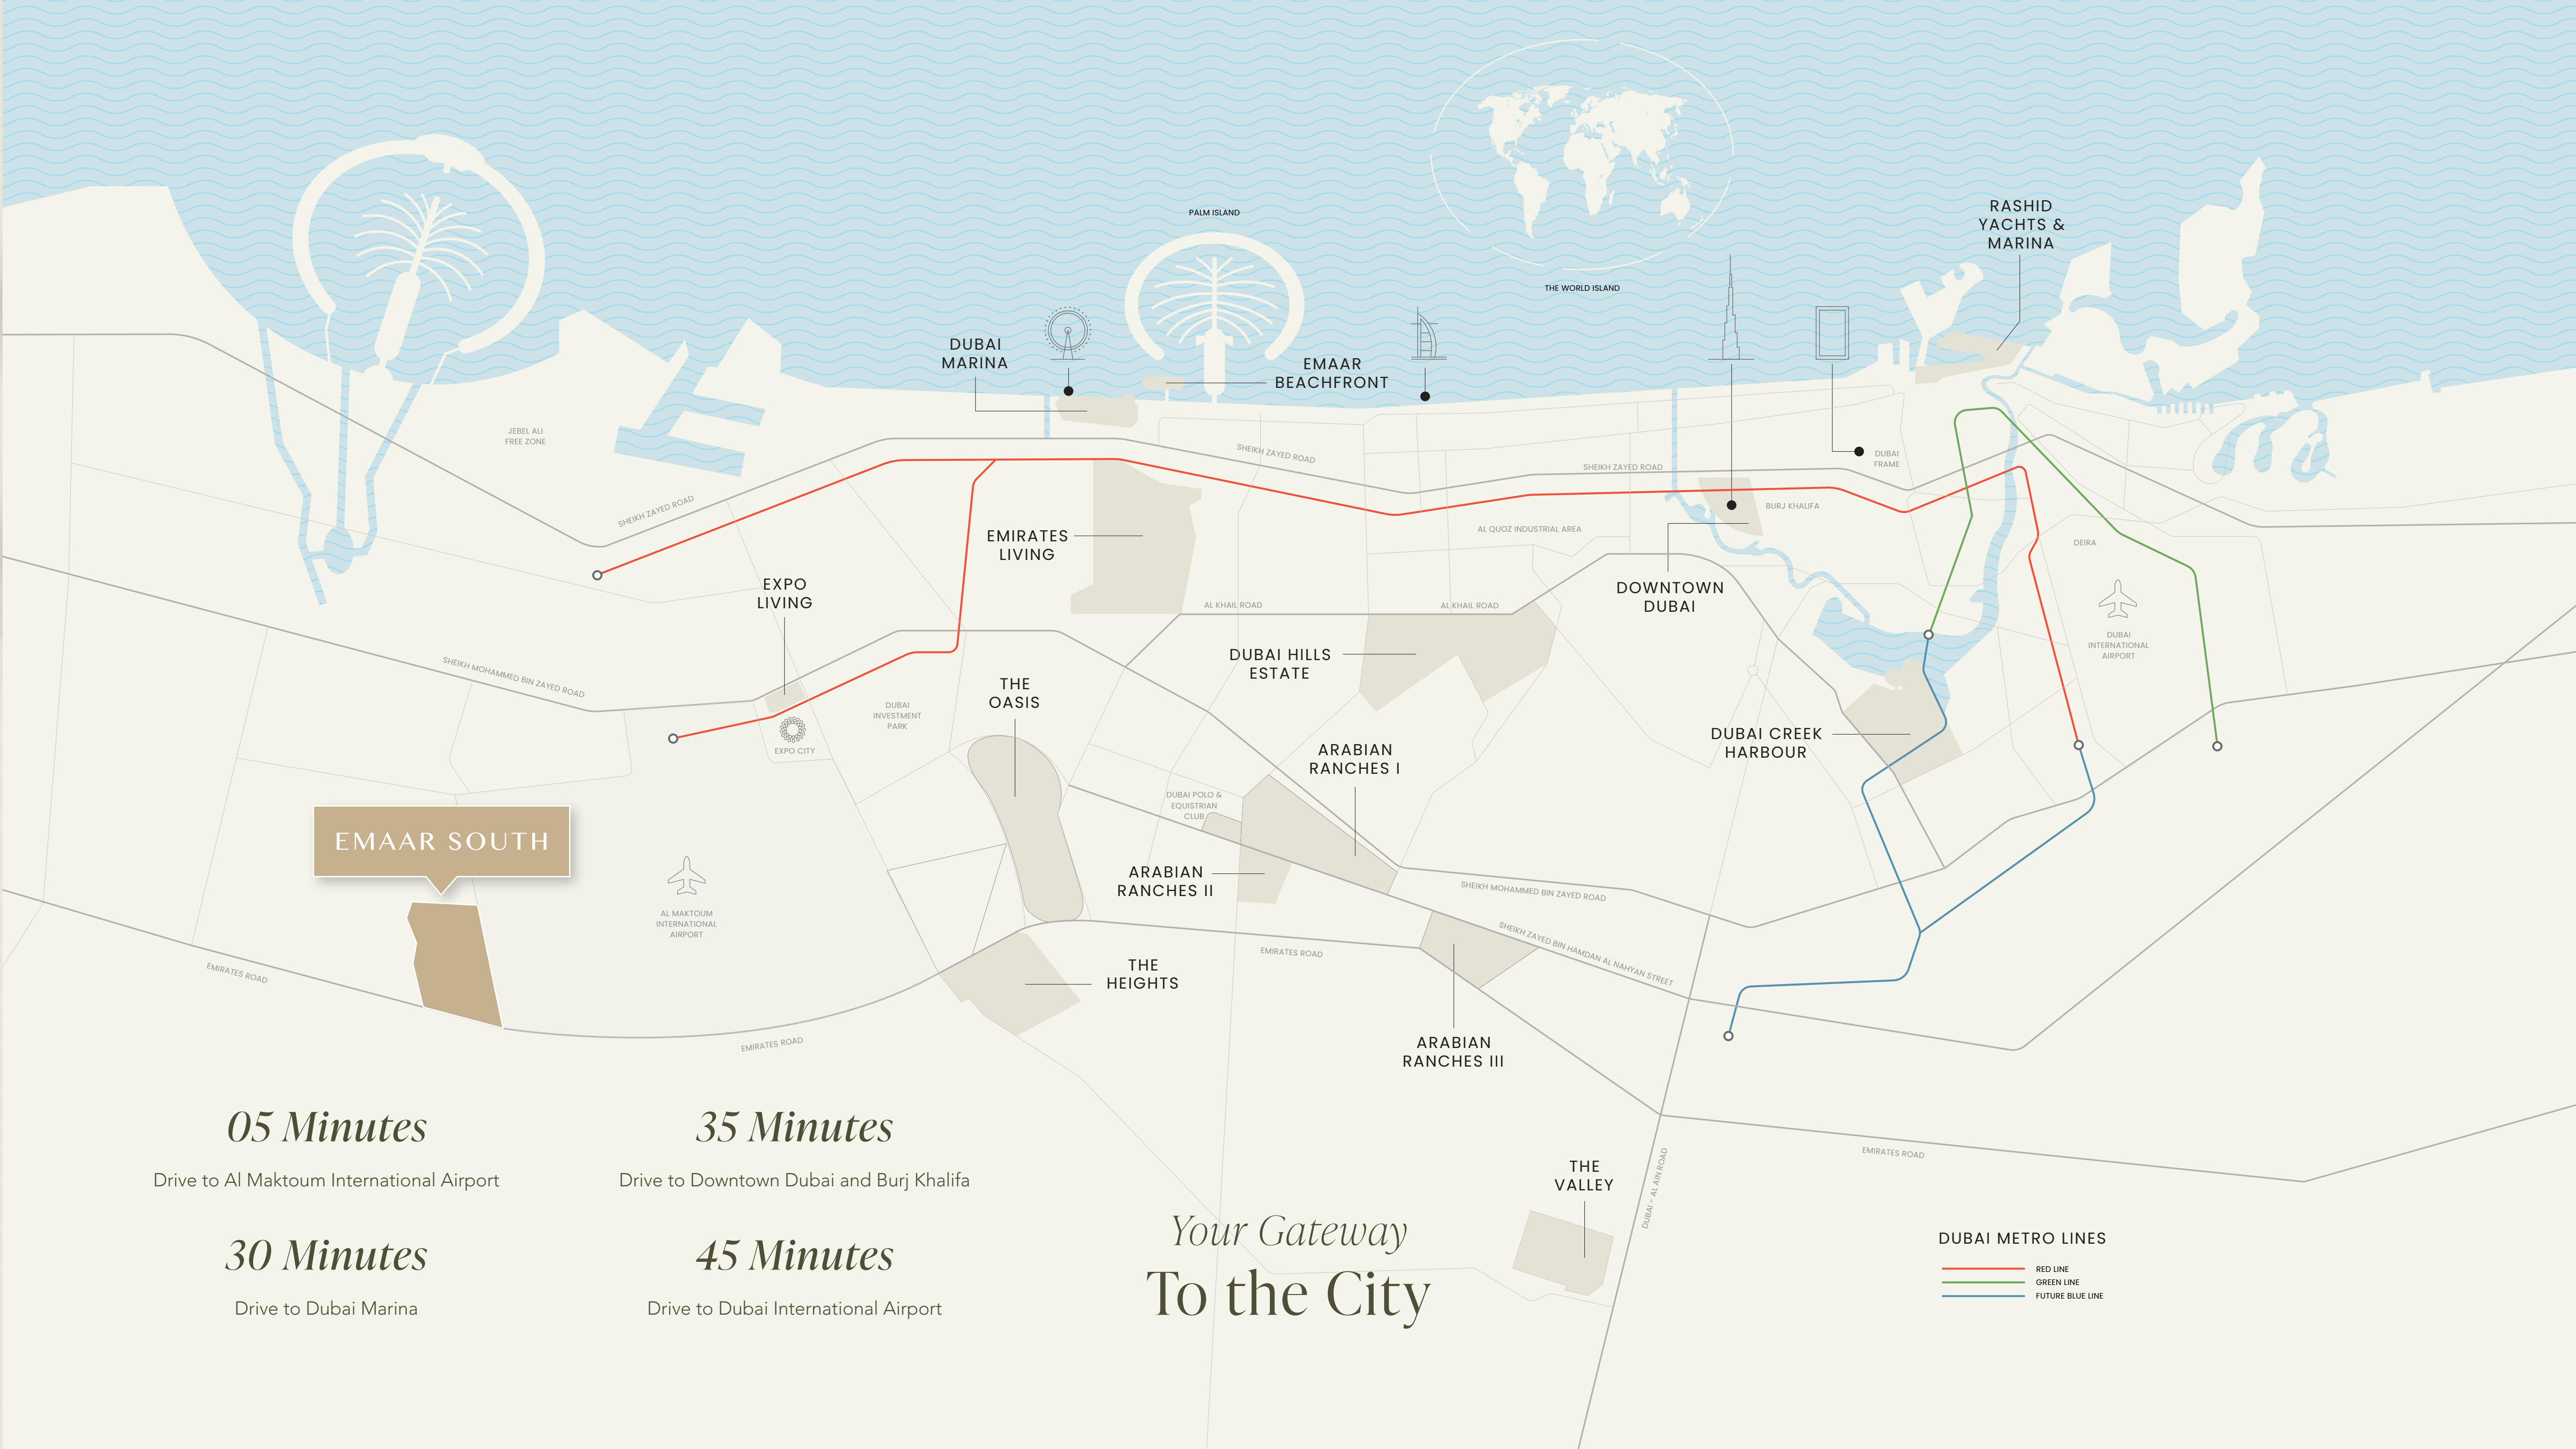 PALM ISLAND
THE WORLD ISLAND
RASHID
YACHTS &
MARINA
DUBAI
MARINA
EMAAR
BEACHFRONT
JEBEL ALI
FREE ZONE
SHEIKH ZAYED ROAD
SHEIKH ZAYED ROAD
SHEIKH ZAYED ROAD
DUBAI
FRAME
BURJ KHALIFA
AL QUOZ INDUSTRIAL AREA
DEIRA
EMIRATES
LIVING
EXPO
LIVING
DOWNTOWN
DUBAI
AL KHAIL ROAD
AL KHAIL ROAD
DUBAI
INTERNATIONAL
AIRPORT
DUBAI HILLS
ESTATE
SHEIKH MOHAMMED BIN ZAYED ROAD
THE
OASIS
DUBAI
INVESTMENT
PARK
EXPO CITY
DUBAI CREEK
HARBOUR
ARABIAN
RANCHES I
DUBAI POLO &
EQUISTRIAN
CLUB
EMAAR SOUTH
ARABIAN
RANCHES II
SHEIKH MOHAMMED BIN ZAYED ROAD
AL MAKTOUM
INTERNATIONAL
AIRPORT
SHEIKH ZAYED BIN HAMDAN AL NAHYAN STREET
EMIRATES ROAD
EMIRATES ROAD
THE
HEIGHTS
EMIRATES ROAD
ARABIAN
RANCHES III
05 Minutes
Drive to Al Maktoum International Airport
35 Minutes
Drive to Downtown Dubai and Burj Khalifa
30 Minutes
Drive to Dubai Marina
45 Minutes
Drive to Dubai International Airport
Your Gateway
To the City
THE
VALLEY
DUBAI - AL AIN ROAD
EMIRATES ROAD
DUBAI METRO LINES
RED LINE
GREEN LINE
FUTURE BLUE LINE